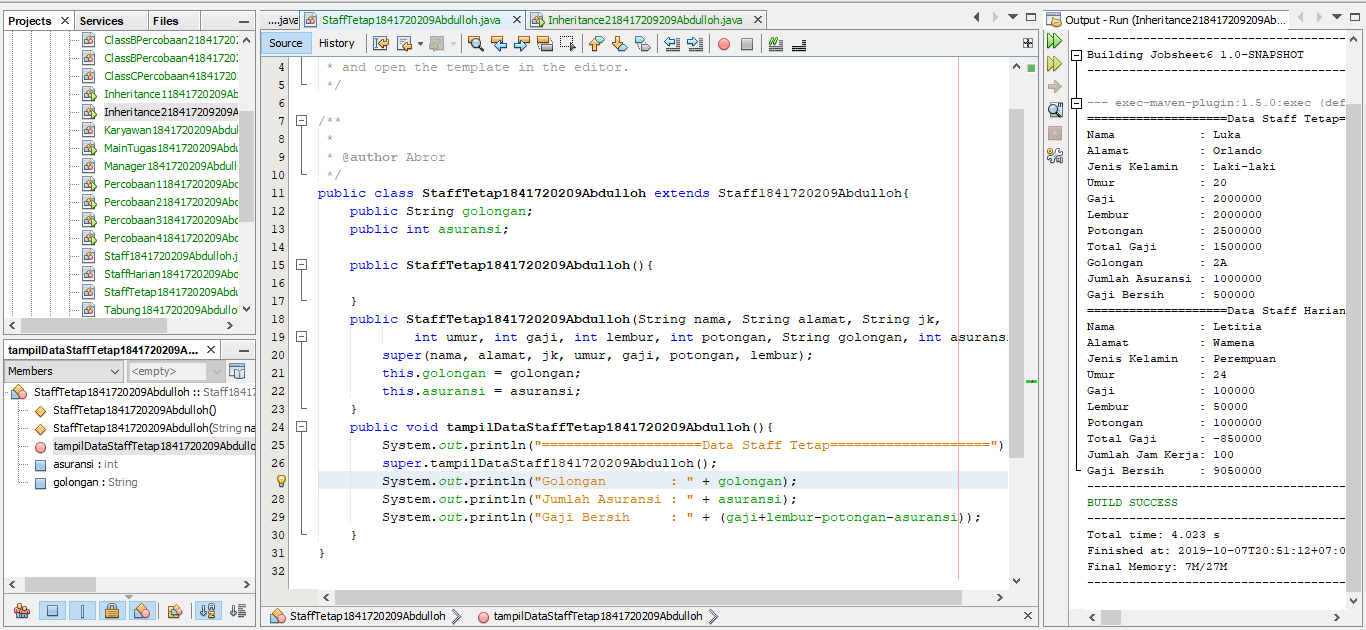 Projects
Services
Files
ClassBPercobaan2184172
ClassBPercobaan4184172
ClassCPercobaan4184172
Inheritance11841720209Ab
Inheritance218417209209A
Karyawan1841720209Abdul
MainTugas1841720209Abdu
Manager1841720209Abdull
Percobaan11841720209Abd
Percobaan21841720209Abd
Percobaan31841720209Abd
Percobaan41841720209Abd
Staff1841720209Abdulloh.j
StaffHarian1841720209Abd
StaffTetap1841720209Abdu
Tabung1841720209Abdullo
tampilDataStaffTetap1841720209A...
Members
<empty>
StaffTetap1841720209Abdulloh :: Staff18417
StaffTetap1841720209Abdulloh()
StaffTetap1841720209Abdulloh(String na
tampilDataStaffTetap1841720209Abdullo
asuransi : int
golongan : String
....java
StaffTetap1841720209Abdulloh.java
Inheritance218417209209Abdulloh.java
Source
History
4 * and open the template in the editor.
5 */
6
7 /**
8 *
9 * @author Abror
10 */
11 public class StaffTetap1841720209Abdulloh extends Staff1841720209Abdulloh{
12 public String golongan;
13 public int asuransi;
14
15 public StaffTetap1841720209Abdulloh(){
16
17 }
18 public StaffTetap1841720209Abdulloh(String nama, String alamat, String jk,
19 int umur, int gaji, int lembur, int potongan, String golongan, int asurans
20 super(nama, alamat, jk, umur, gaji, potongan, lembur);
21 this.golongan = golongan;
22 this.asuransi = asuransi;
23 }
24 public void tampilDataStaffTetap1841720209Abdulloh(){
25 System.out.println("====================Data Staff Tetap====================")
26 super.tampilDataStaff1841720209Abdulloh();
System.out.println("Golongan        : " + golongan);
28 System.out.println("Jumlah Asuransi : " + asuransi);
29 System.out.println("Gaji Bersih     : " + (gaji+lembur-potongan-asuransi));
30 }
31 }
32
StaffTetap1841720209Abdulloh
tampilDataStaffTetap1841720209Abdulloh
Output - Run (Inheritance218417209209Ab...
------------------------------------
Building Jobsheet6 1.0-SNAPSHOT
------------------------------------
--- exec-maven-plugin:1.5.0:exec (def
====================Data Staff Tetap=
Nama : Luka
Alamat : Orlando
Jenis Kelamin : Laki-laki
Umur : 20
Gaji : 2000000
Lembur : 2000000
Potongan : 2500000
Total Gaji : 1500000
Golongan : 2A
Jumlah Asuransi : 1000000
Gaji Bersih : 500000
====================Data Staff Harian
Nama : Letitia
Alamat : Wamena
Jenis Kelamin : Perempuan
Umur : 24
Gaji : 100000
Lembur : 50000
Potongan : 1000000
Total Gaji : -850000
Jumlah Jam Kerja: 100
Gaji Bersih : 9050000
------------------------------------
BUILD SUCCESS
------------------------------------
Total time: 4.023 s
Finished at: 2019-10-07T20:51:12+07:0
Final Memory: 7M/27M
------------------------------------